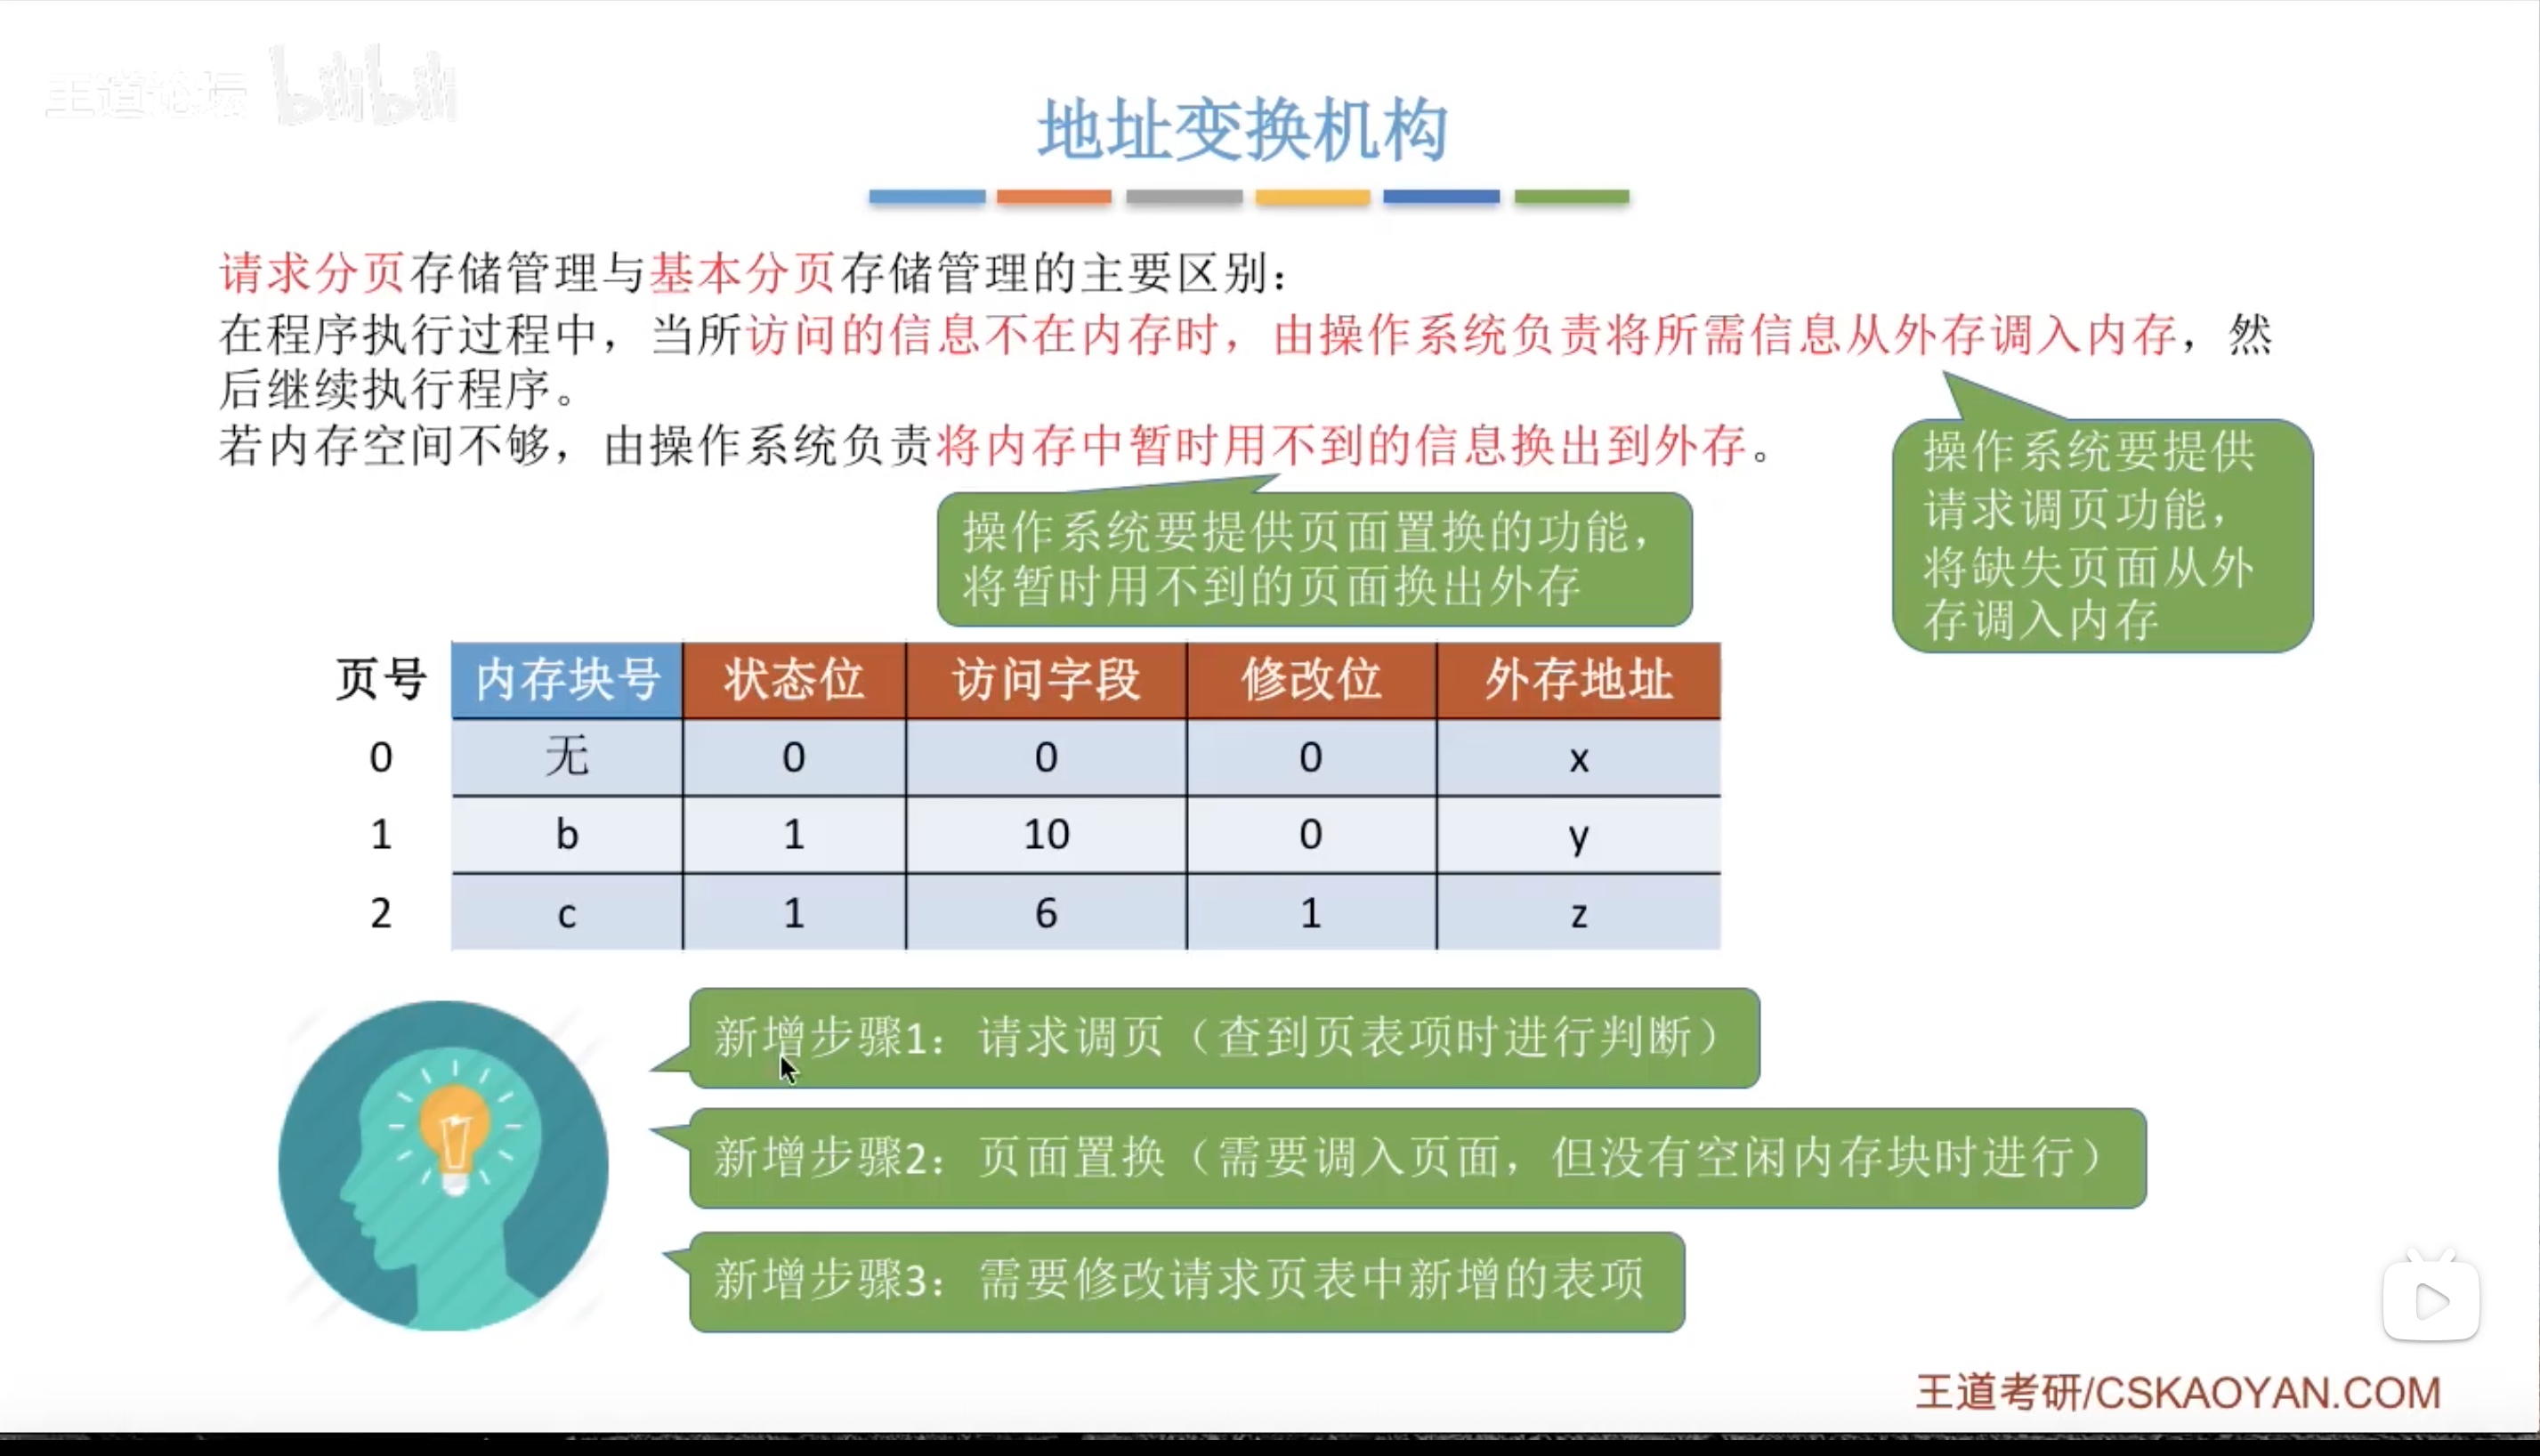 王道论坛 bilibili
地址变换机构
请求分页存储管理与基本分页存储管理的主要区别：
在程序执行过程中，当所访问的信息不在内存时，由操作系统负责将所需信息从外存调入内存，然
后继续执行程序。
若内存空间不够，由操作系统负责将内存中暂时用不到的信息换出到外存。
操作系统要提供
请求调页功能，
将缺失页面从外
存调入内存
操作系统要提供页面置换的功能，
将暂时用不到的页面换出外存
页号 内存块号 状态位 访问字段 修改位 外存地址
0 无 0 0 0 x
1 b 1 10 0 y
2 c 1 6 1 z
新增步骤1：请求调页（查到页表项时进行判断）
新增步骤2：页面置换（需要调入页面，但没有空闲内存块时进行）
新增步骤3：需要修改请求页表中新增的表项
王道考研/CSKAOYAN.COM